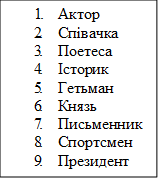 1. Актор
2. Співачка
3. Поетеса
4. Історик
5. Гетьман
6. Князь
7. Письменник
8. Спортсмен
9. Президент